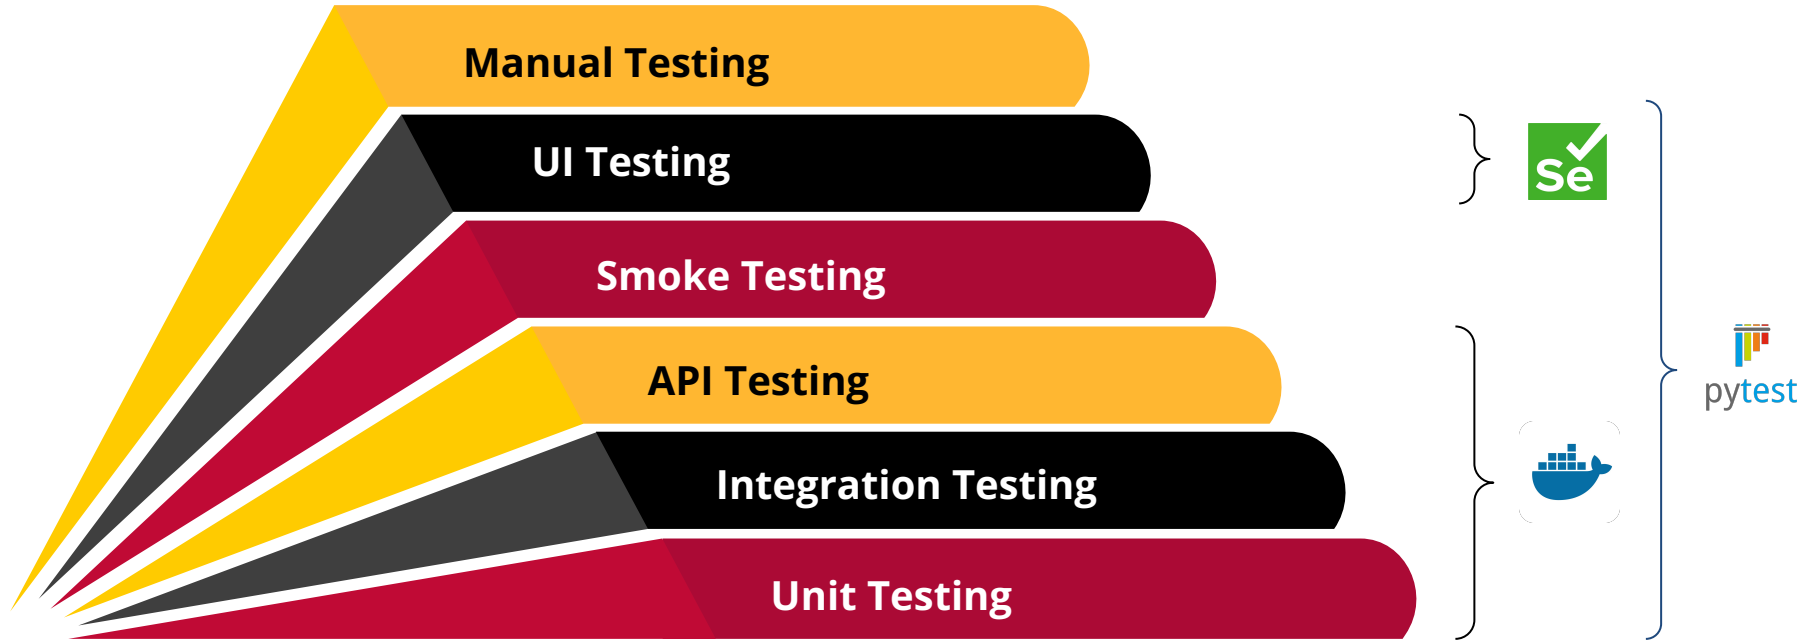 Manual Testing
UI Testing
Se
Smoke Testing
API Testing
pytest
Integration Testing
Unit Testing